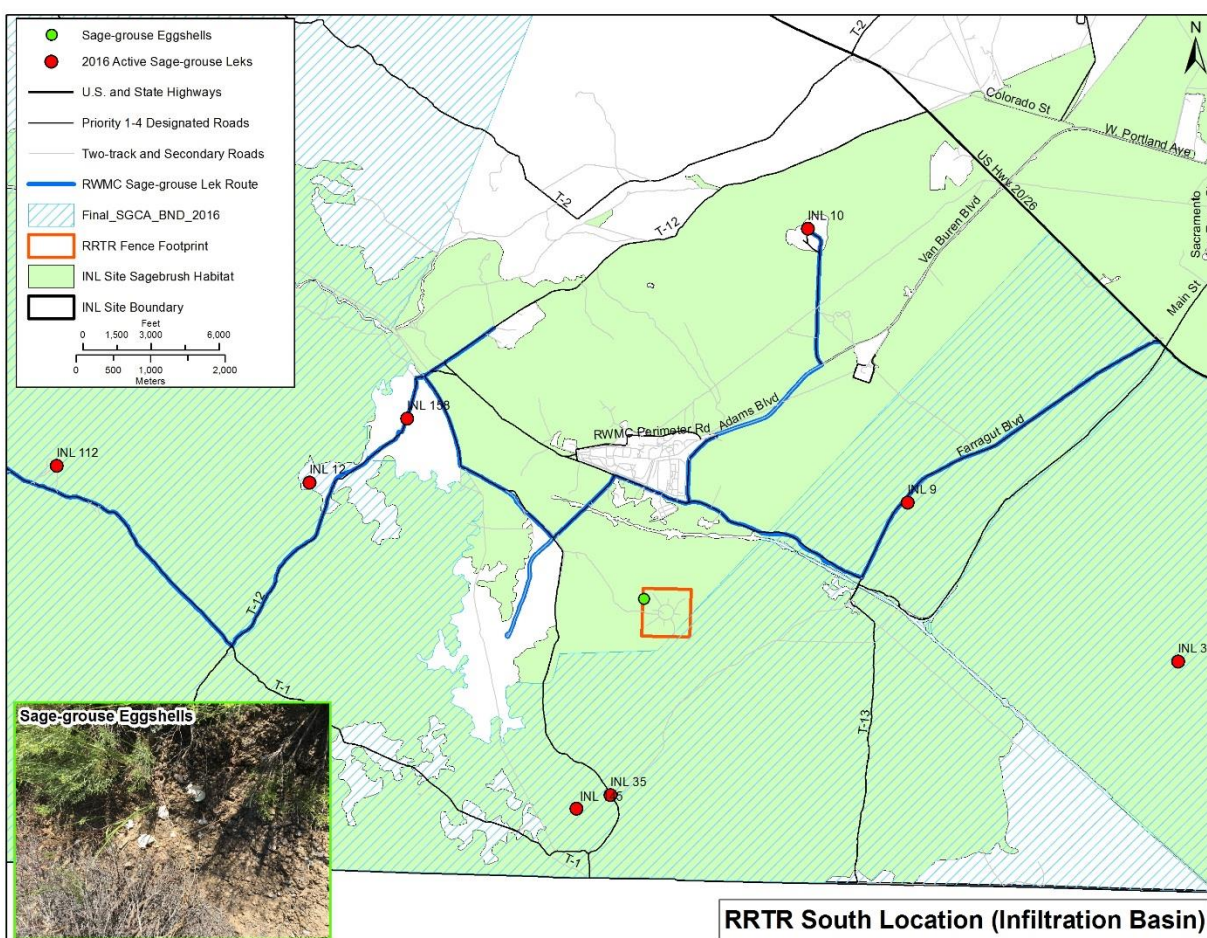 Sage-grouse Eggshells
2016 Active Sage-grouse Leks
U.S. and State Highways
Priority 1-4 Designated Roads
Two-track and Secondary Roads
RWMC Sage-grouse Lek Route
Final_SGCA_BND_2016
RRTR Fence Footprint
INL Site Sagebrush Habitat
INL Site Boundary
Feet
0 1,500 3,000 6,000
0 500 1,000 2,000
Meters
N
T-2
T-2
T-12
Colorado St
W. Portland Ave
US Hwy 20/26
Van Buren Blvd
Sacramento
Main St
INL 10
Adams Blvd
RWMC Perimeter Rd
Farragut Blvd
INL 158
INL 112
INL 12
INL 9
T-12
INL 3
T-1
T-13
INL 35
INL
T-1
Sage-grouse Eggshells
RRTR South Location (Infiltration Basin)